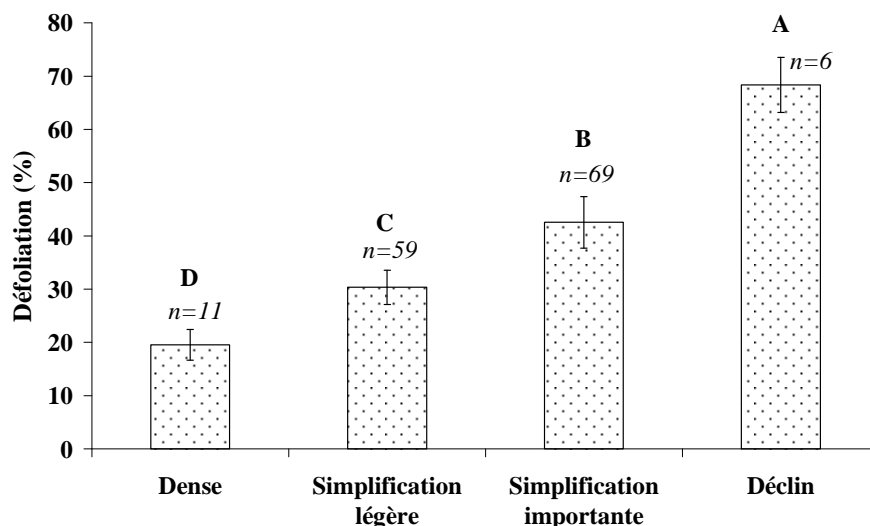 Défoliation (%)
80
70
60
50
40
30
20
10
0
D
n=11
C
n=59
B
n=69
A
n=6
Dense
Simplification
légère
Simplification
importante
Déclin